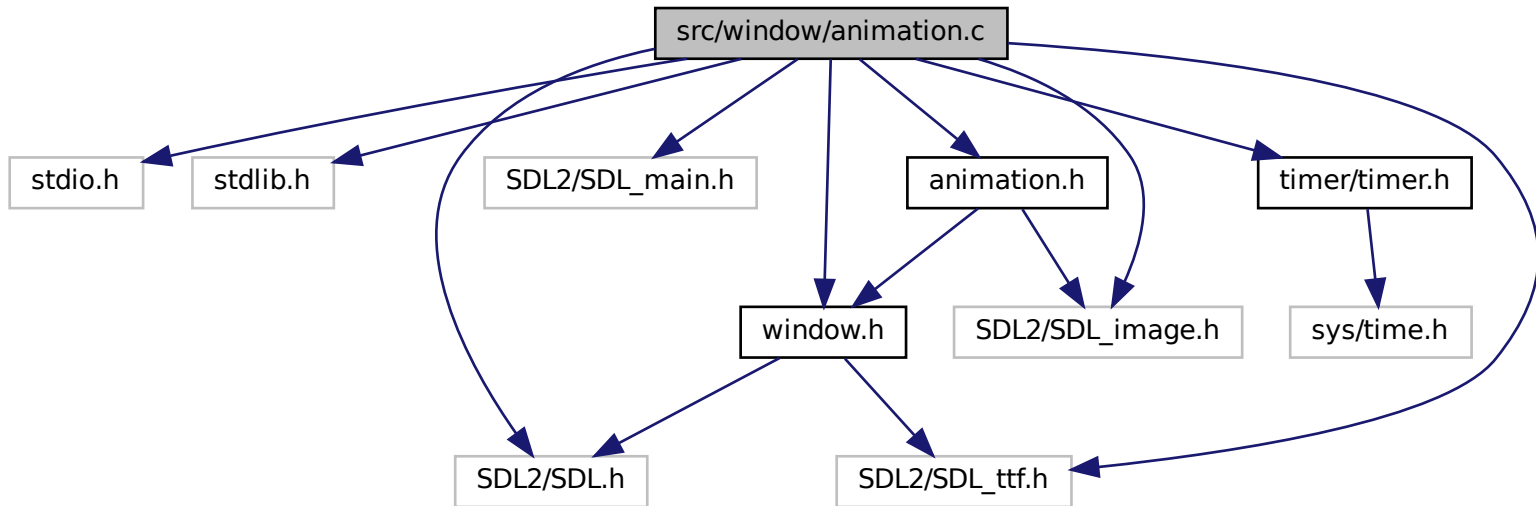 src/window/animation.c
stdio.h
stdlib.h
SDL2/SDL_main.h
animation.h
timer/timer.h
window.h
SDL2/SDL_image.h
sys/time.h
SDL2/SDL.h
SDL2/SDL_ttf.h